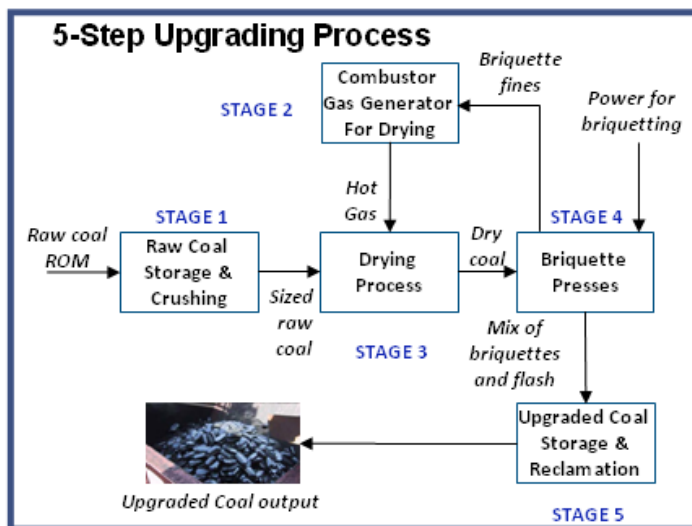 5-Step Upgrading Process
Combustor
Gas Generator
For Drying
STAGE 2
Briquette
fines
Power for
briquetting
Hot
Gas
STAGE 1
Raw coal
ROM
Raw Coal
Storage &
Crushing
Sized
raw
coal
Drying
Process
STAGE 3
Dry
coal
STAGE 4
Briquette
Presses
Mix of
briquettes
and flash
Upgraded Coal
Storage &
Reclamation
STAGE 5
Upgraded Coal output